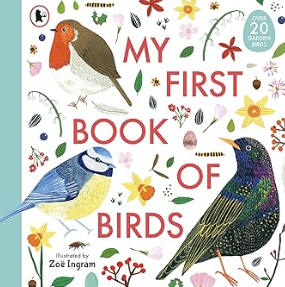 OVER
20
GARDEN
BIRDS
MY
FIRST
BOOK
OF
BIRDS
Illustrated by
Zoë Ingram